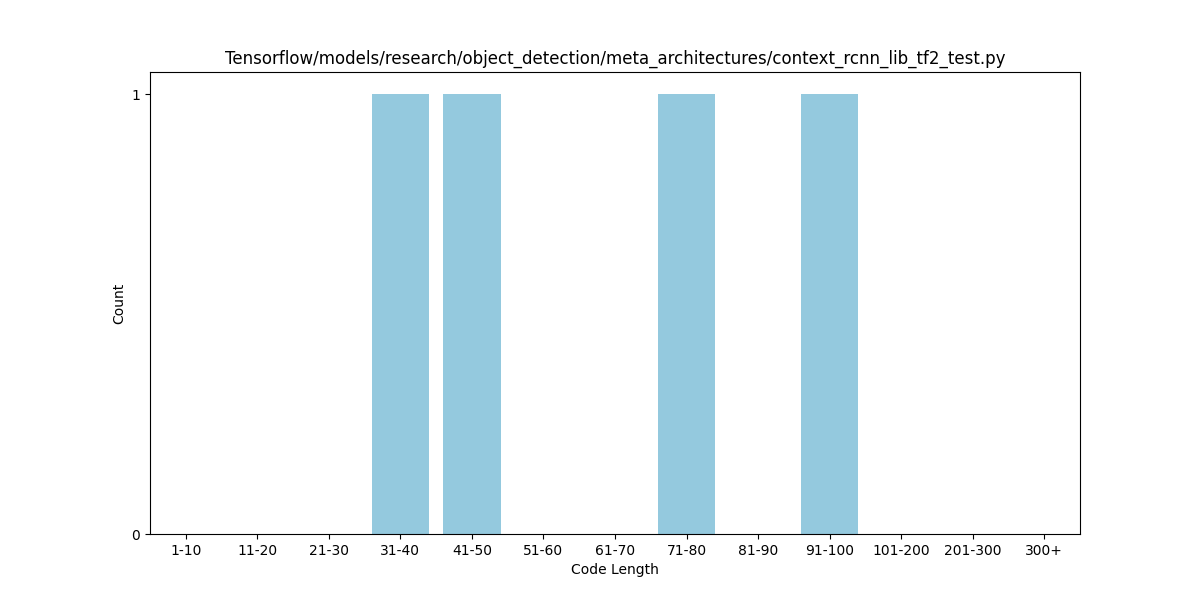 Tensorflow/models/research/object_detection/meta_architectures/context_rcnn_lib_tf2_test.py
1
Count
0
1-10 11-20 21-30 31-40 41-50 51-60 61-70 71-80 81-90 91-100 101-200 201-300 300+
Code Length